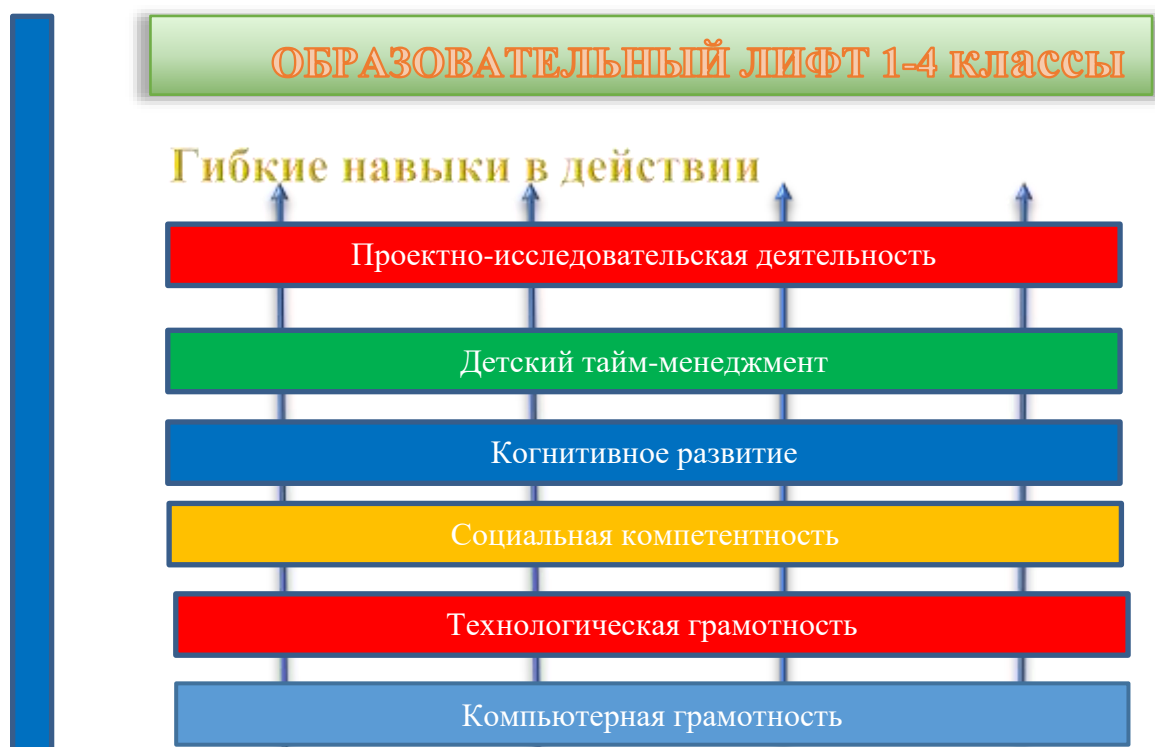 ОБРАЗОВАТЕЛЬНЫЙ ЛИФТ 1-4 классы
Гибкие навыки в действии
Проектно-исследовательская деятельность
Детский тайм-менеджмент
Когнитивное развитие
Социальная компетентность
Технологическая грамотность
Компьютерная грамотность